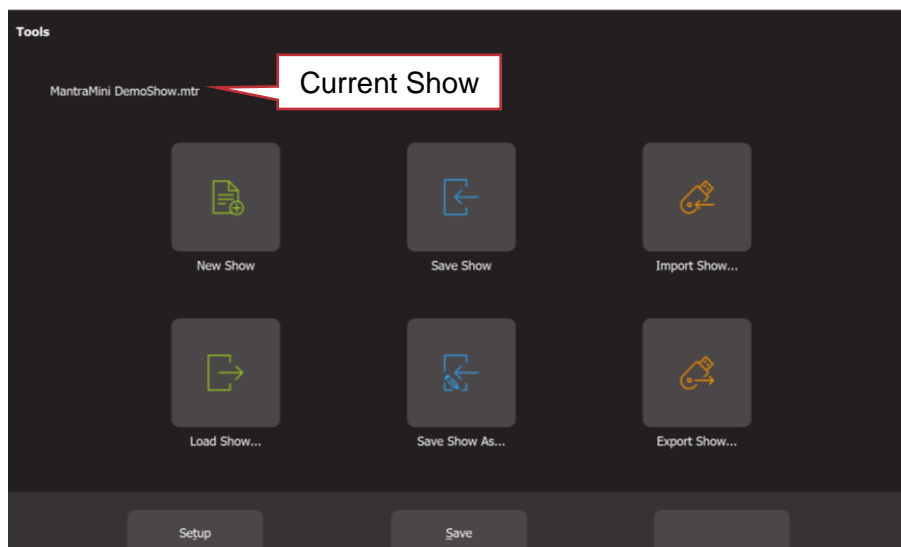 Tools
MantraMini DemoShow.mtr
Current Show
New Show
Save Show
Import Show...
Load Show...
Save Show As...
Export Show...
Setup
Save